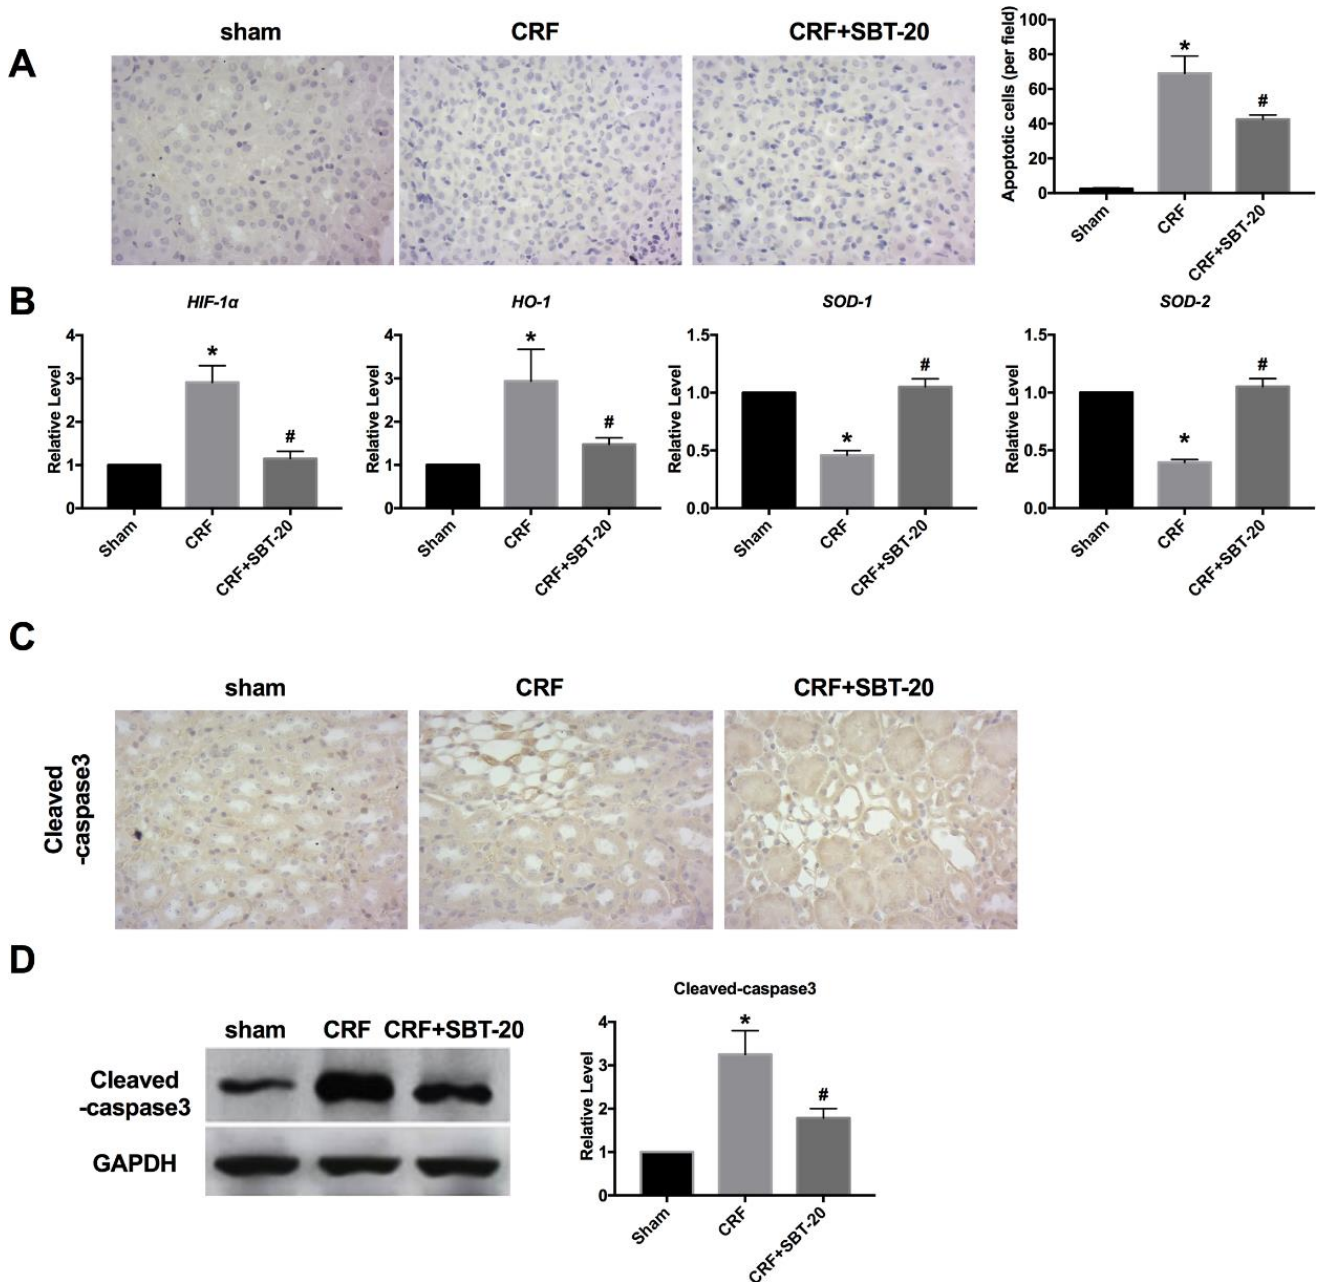 A
sham
CRF
CRF+SBT-20
Apoptotic cells (per field)
100
80
60
40
20
0
*
#
Sham
CRF
CRF+SBT-20
B
HIF-1α
Relative Level
4
3
2
1
0
*
#
Sham
CRF
CRF+SBT-20
HO-1
Relative Level
4
3
2
1
0
*
#
Sham
CRF
CRF+SBT-20
SOD-1
Relative Level
1.5
1.0
0.5
0.0
*
#
Sham
CRF
CRF+SBT-20
SOD-2
Relative Level
1.5
1.0
0.5
0.0
*
#
Sham
CRF
CRF+SBT-20
C
sham
CRF
CRF+SBT-20
Cleaved
-caspase3
D
sham
CRF
CRF+SBT-20
Cleaved
-caspase3
GAPDH
Cleaved-caspase3
Relative Level
4
3
2
1
0
*
#
Sham
CRF
CRF+SBT-20